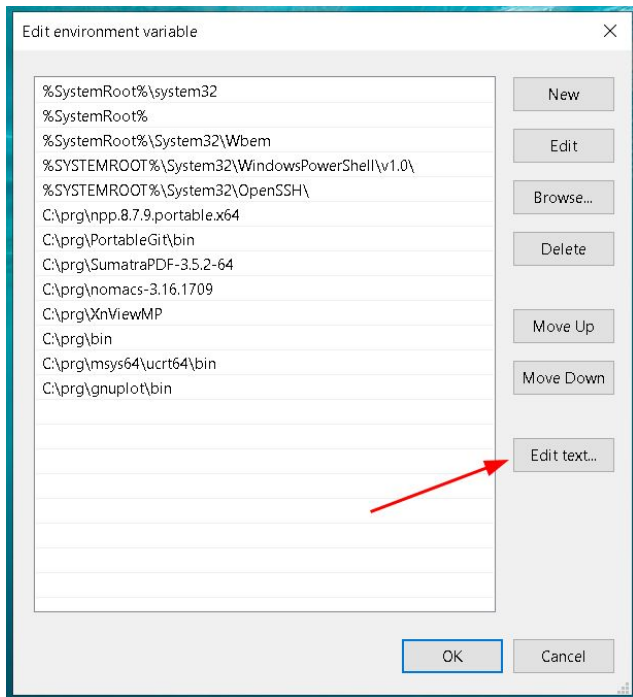 Edit environment variable
%SystemRoot%\system32
%SystemRoot%
%SystemRoot%\System32\Wbem
%SYSTEMROOT%\System32\WindowsPowerShell\v1.0\
%SYSTEMROOT%\System32\OpenSSH\
C:\prg\npp.8.7.9.portable.x64
C:\prg\PortableGit\bin
C:\prg\SumatraPDF-3.5.2-64
C:\prg\nomacs-3.16.1709
C:\prg\XnViewMP
C:\prg\bin
C:\prg\msys64\ucrt64\bin
C:\prg\gnuplot\bin
New
Edit
Browse...
Delete
Move Up
Move Down
Edit text...
OK
Cancel